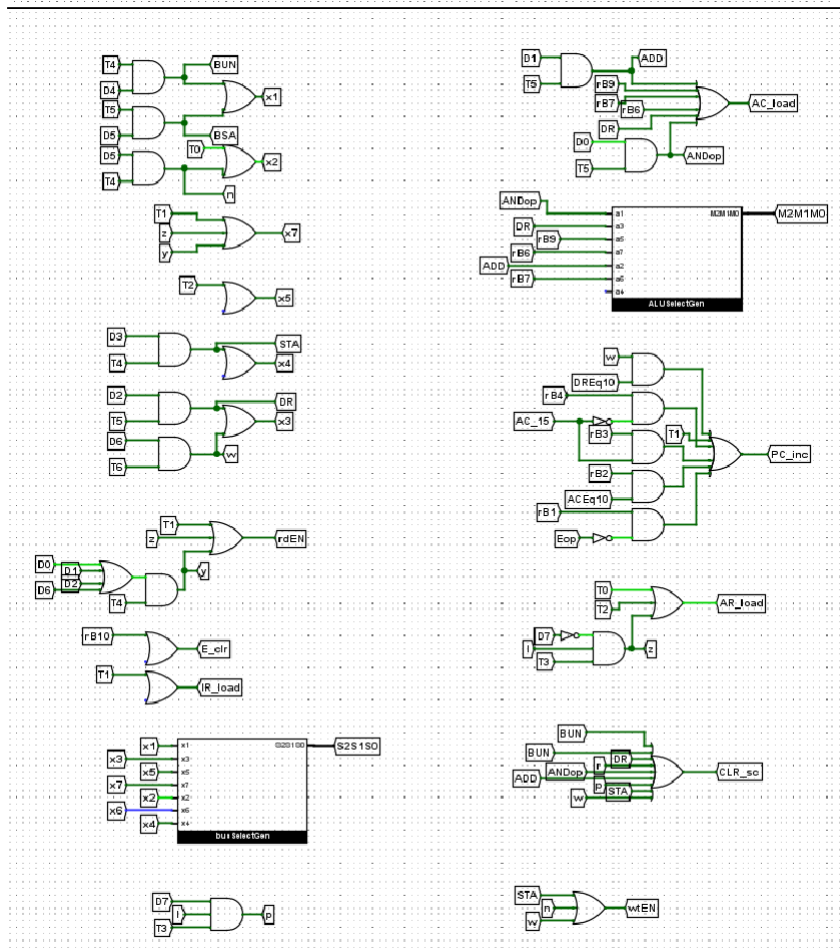 T4
D4
BUN
T5
D5
x1
BSA
D5
T4
T0
x2
n
T1
z
y
x7
T2
x5
D3
T4
STA
x4
D2
T5
DR
x3
D6
T6
w
T1
z
rdEN
D0
D1
D2
D6
T4
y
rB10
E_clr
T1
IR_load
x1
x3
x5
x7
x2
x6
x4
x1
x3
x5
x7
x2
x6
x4
S2S1S0
busSelectGen
S2S1S0
D7
I
T3
p
D1
T5
ADD
rB9
rB7
rB6
DR
AC_load
D0
T5
ANDop
ANDop
DR
rB9
rB6
ADD
rB7
a1
a3
a5
a7
a2
a6
a4
M2M1M0
ALUSelectGen
M2M1M0
w
DREq10
rB4
AC_15
rB3
T1
rB2
ACEq10
rB1
Eop
PC_inc
T0
T2
AR_load
D7
I
T3
z
BUN
BUN
DR
r
ANDop
ADD
p
STA
w
CLR_sc
STA
n
w
wtEN